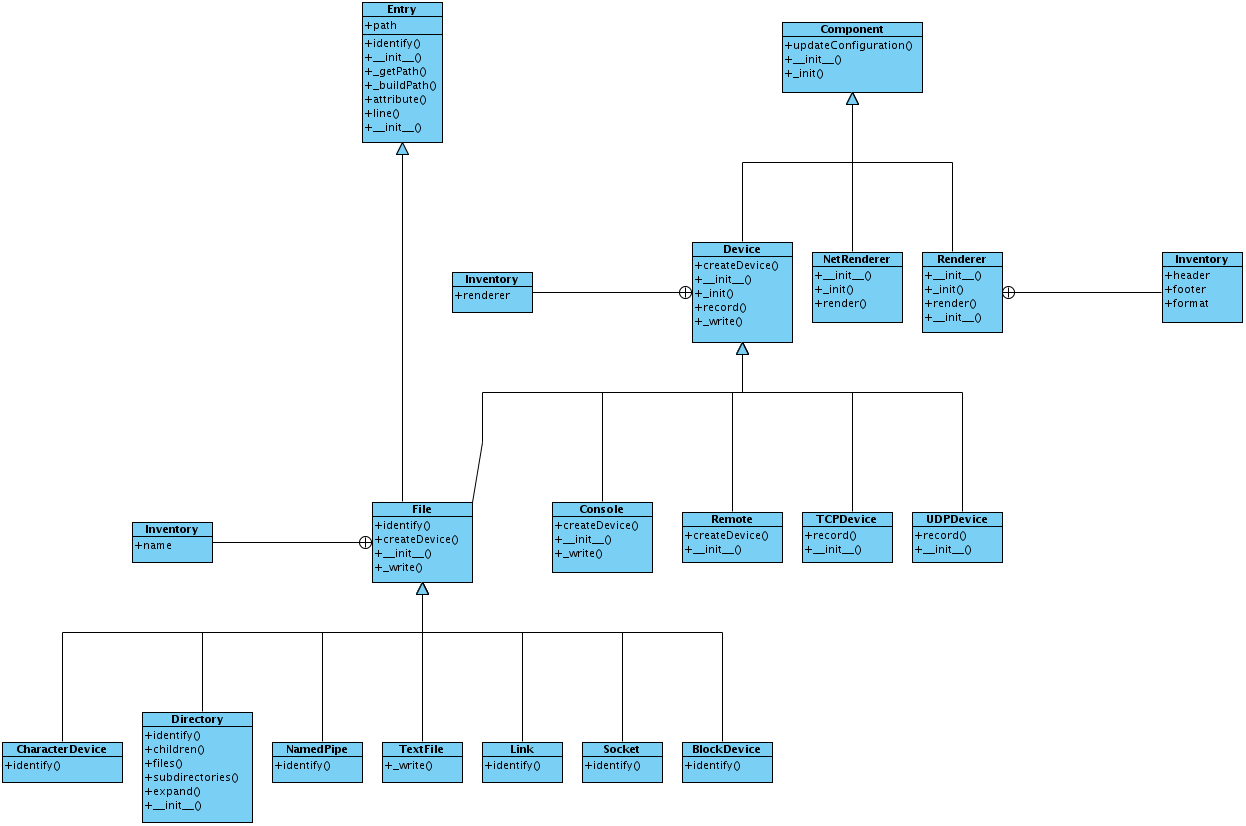 Entry
+path
+identify()
+__init__()
+_getPath()
+_buildPath()
+attribute()
+line()
+__init__()
Component
+updateConfiguration()
+__init__()
+_init()
Inventory
+renderer
Device
+createDevice()
+__init__()
+_init()
+record()
+_write()
NetRenderer
+__init__()
+_init()
+render()
Renderer
+__init__()
+_init()
+render()
+__init__()
Inventory
+header
+footer
+format
Inventory
+name
File
+identify()
+createDevice()
+__init__()
+_write()
Console
+createDevice()
+__init__()
+_write()
Remote
+createDevice()
+__init__()
TCPDevice
+record()
+__init__()
UDPDevice
+record()
+__init__()
CharacterDevice
+identify()
Directory
+identify()
+children()
+files()
+subdirectories()
+expand()
+__init__()
NamedPipe
+identify()
TextFile
+_write()
Link
+identify()
Socket
+identify()
BlockDevice
+identify()